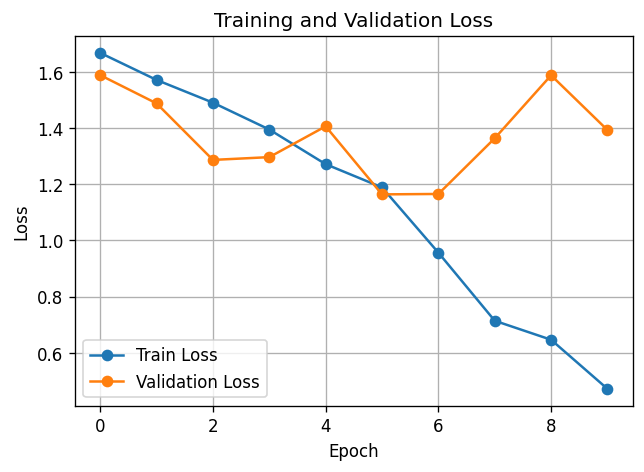 Training and Validation Loss
1.6
1.4
1.2
1.0
0.8
0.6
Loss
Train Loss
Validation Loss
0 2 4 6 8
Epoch